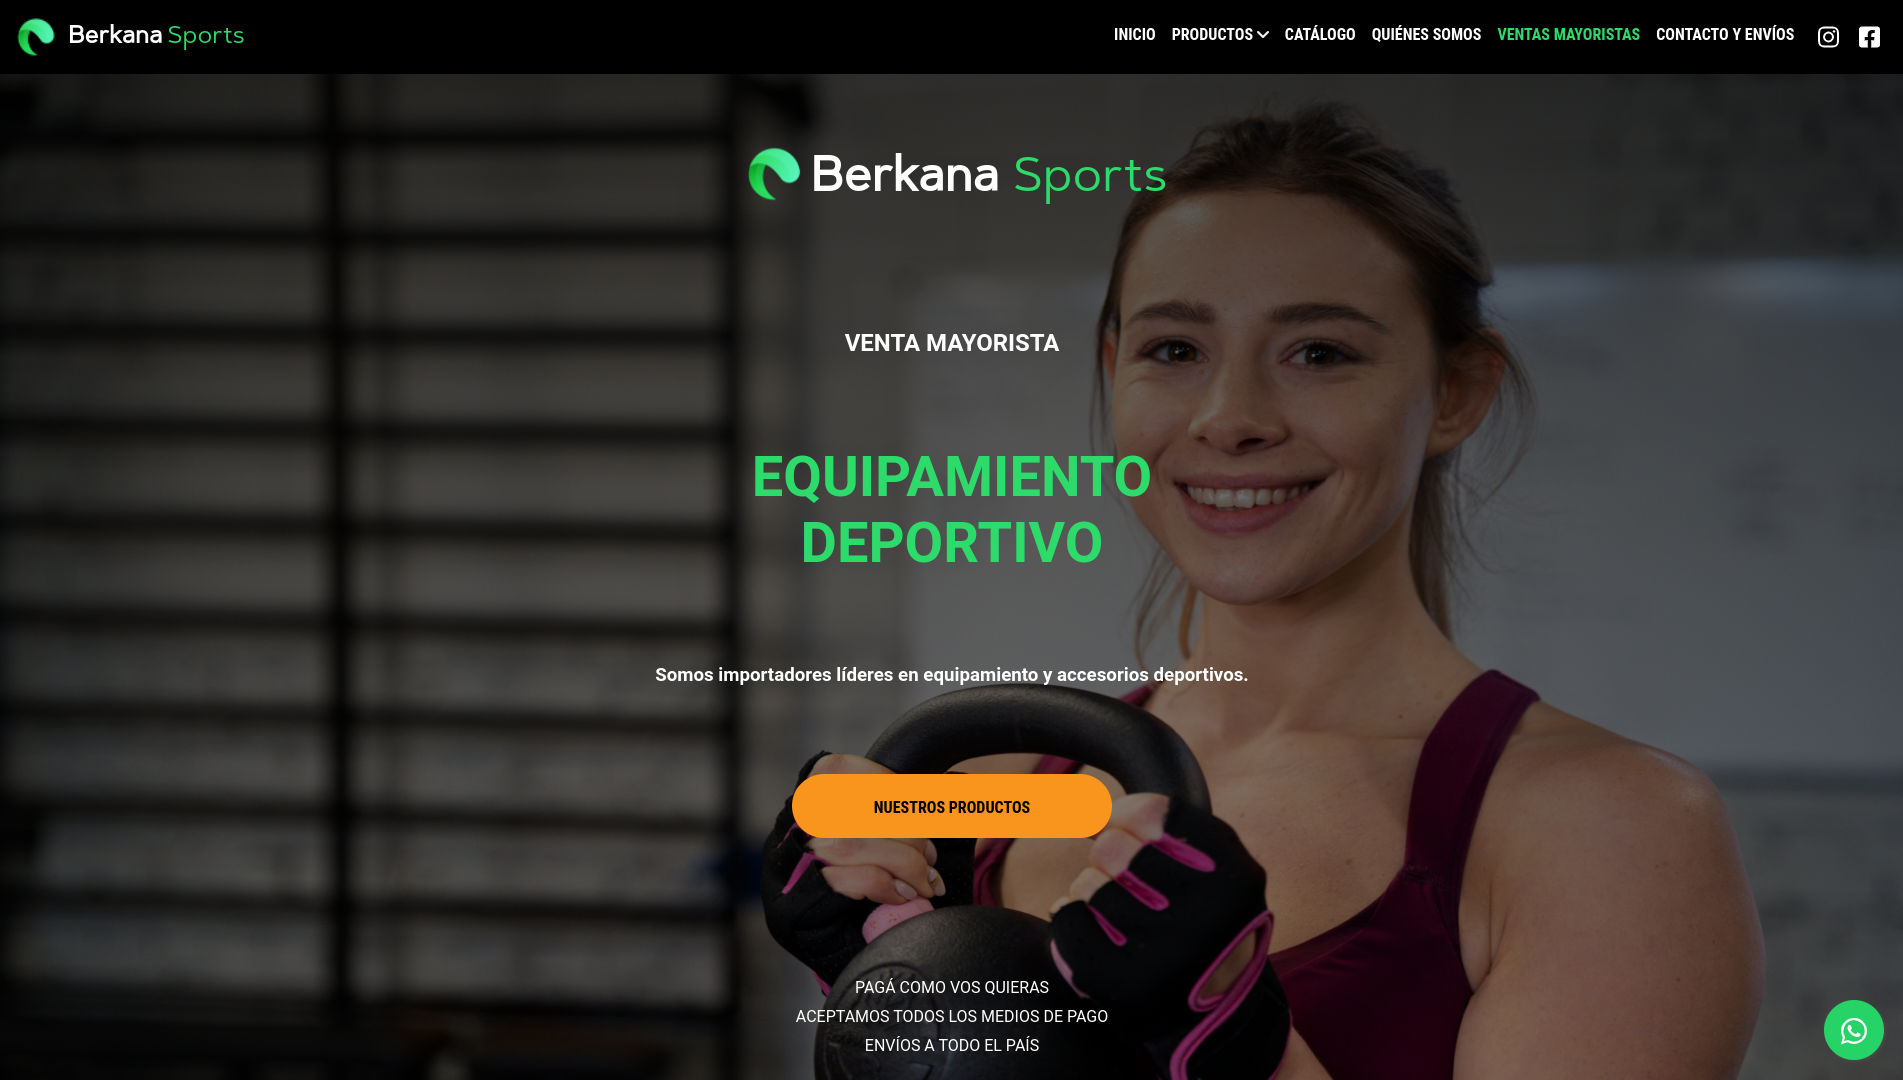 Berkana Sports
INICIO PRODUCTOS CATÁLOGO QUIÉNES SOMOS VENTAS MAYORISTAS CONTACTO Y ENVÍOS
Berkana Sports
VENTA MAYORISTA
EQUIPAMIENTO
DEPORTIVO
Somos importadores líderes en equipamiento y accesorios deportivos.
NUESTROS PRODUCTOS
PAGÁ COMO VOS QUIERAS
ACEPTAMOS TODOS LOS MEDIOS DE PAGO
ENVÍOS A TODO EL PAÍS